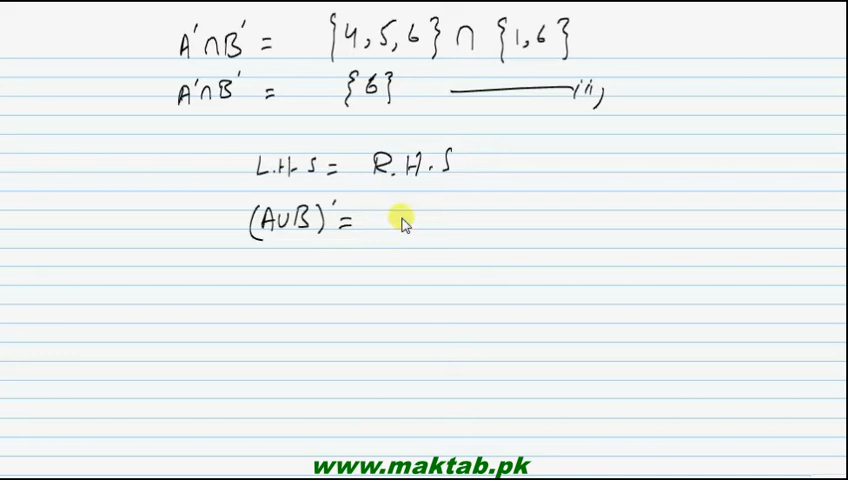 A'∩B' = {4,5,6} ∩ {1,6}
A'∩B' = {6} ——— ii,
L.H.S = R.H.S
(A∪B)' =
www.maktab.pk